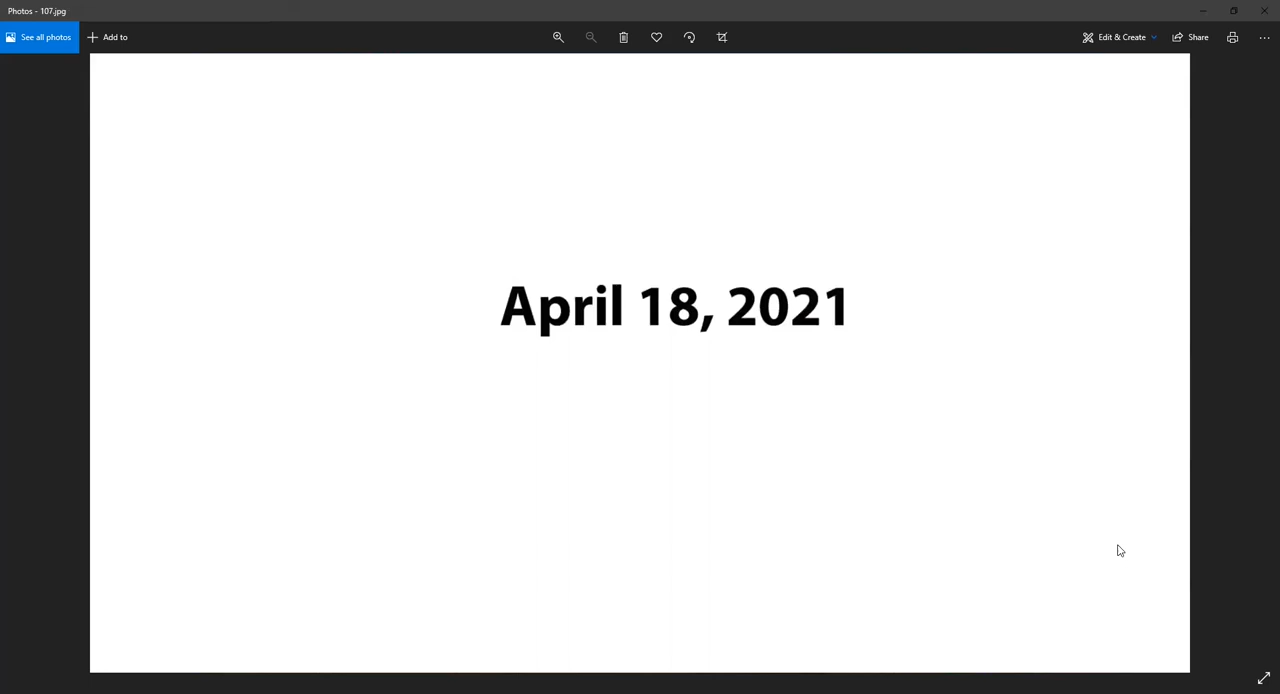 Photos - 107.jpg
See all photos
Add to
Edit & Create
Share
April 18, 2021